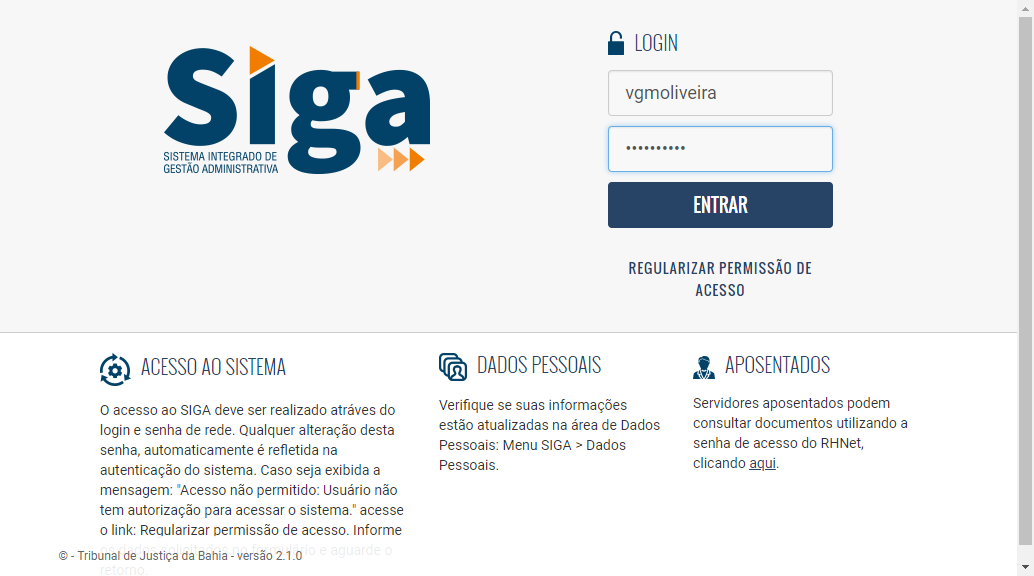 Siga
SISTEMA INTEGRADO DE
GESTÃO ADMINISTRATIVA
LOGIN
vgmoliveira
••••••••••
ENTRAR
REGULARIZAR PERMISSÃO DE
ACESSO
ACESSO AO SISTEMA
O acesso ao SIGA deve ser realizado atráves do
login e senha de rede. Qualquer alteração desta
senha, automaticamente é refletida na
autenticação do sistema. Caso seja exibida a
mensagem: "Acesso não permitido: Usuário não
tem autorização para acessar o sistema." acesse
o link: Regularizar permissão de acesso. Informe
os dados solicitados no formulário e aguarde o
retorno.
DADOS PESSOAIS
Verifique se suas informações
estão atualizadas na área de Dados
Pessoais: Menu SIGA > Dados
Pessoais.
APOSENTADOS
Servidores aposentados podem
consultar documentos utilizando a
senha de acesso do RHNet,
clicando aqui.
© - Tribunal de Justiça da Bahia - versão 2.1.0